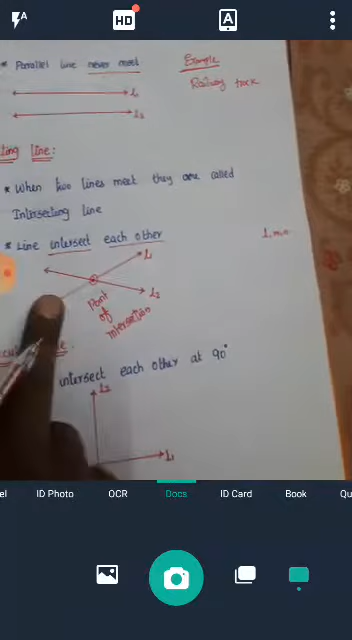 HD
A
* Parallel line never meet
Example
Railway track
L1
L2
ting line:
* When two lines meet they are called
Intersecting line
* Line intersect each other
L1
L2
Point
of
intersection
intersect each other at 90°
L2
L1
ID Photo
OCR
Docs
ID Card
Book